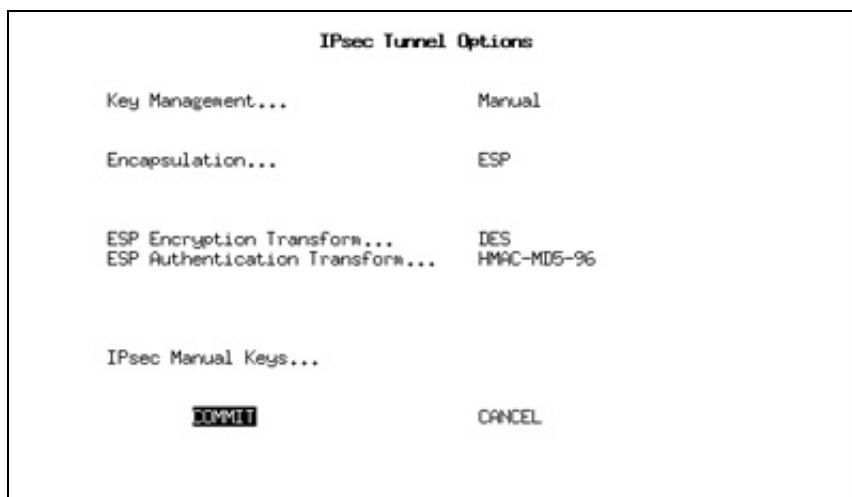 IPsec Tunnel Options
Key Management... Manual
Encapsulation... ESP
ESP Encryption Transform... DES
ESP Authentication Transform... HMAC-MD5-96
IPsec Manual Keys...
COMMIT CANCEL